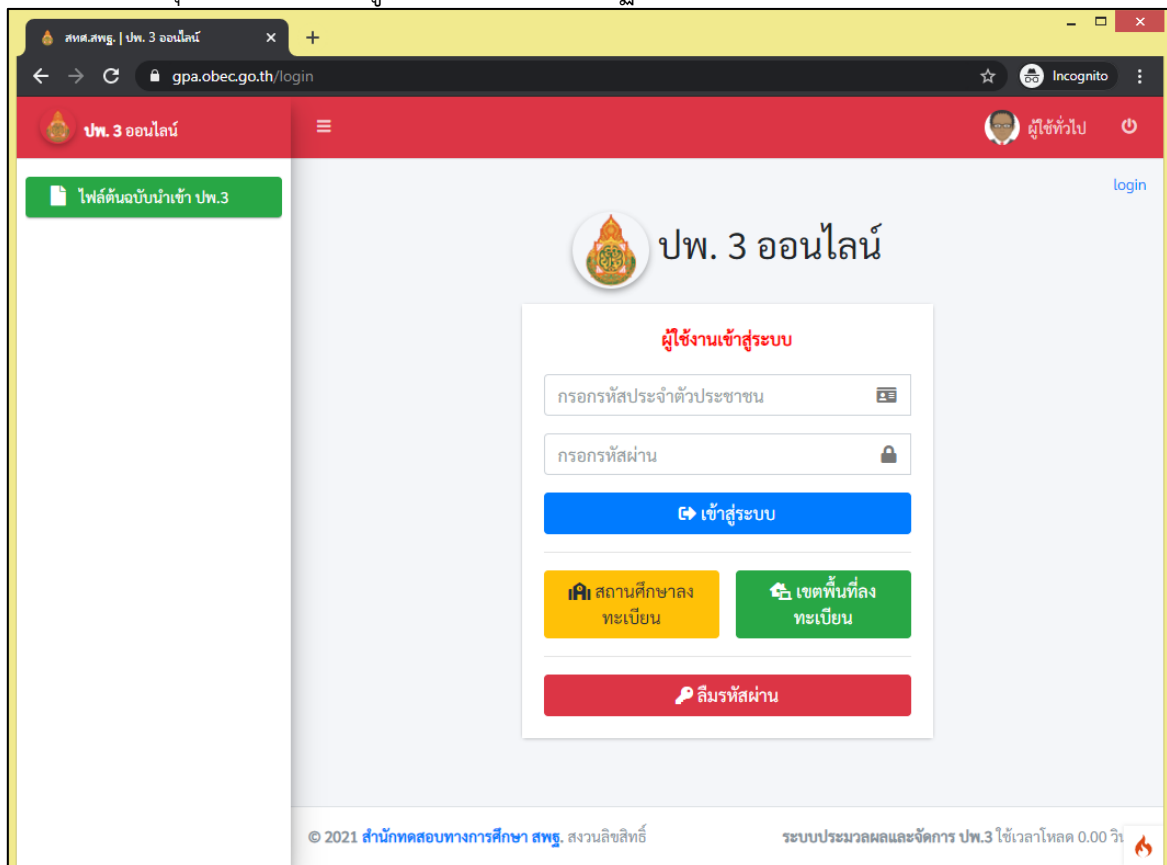 สทศ.สพฐ. | ปพ. 3 ออนไลน์
gpa.obec.go.th/login
Incognito
ปพ. 3 ออนไลน์
ผู้ใช้ทั่วไป
ไฟล์ต้นฉบับนำเข้า ปพ.3
login
ปพ. 3 ออนไลน์
ผู้ใช้งานเข้าสู่ระบบ
กรอกรหัสประจำตัวประชาชน
กรอกรหัสผ่าน
เข้าสู่ระบบ
สถานศึกษาลง
ทะเบียน
เขตพื้นที่ลง
ทะเบียน
ลืมรหัสผ่าน
© 2021 สำนักทดสอบทางการศึกษา สพฐ. สงวนลิขสิทธิ์
ระบบประมวลผลและจัดการ ปพ.3 ใช้เวลาโหลด 0.00